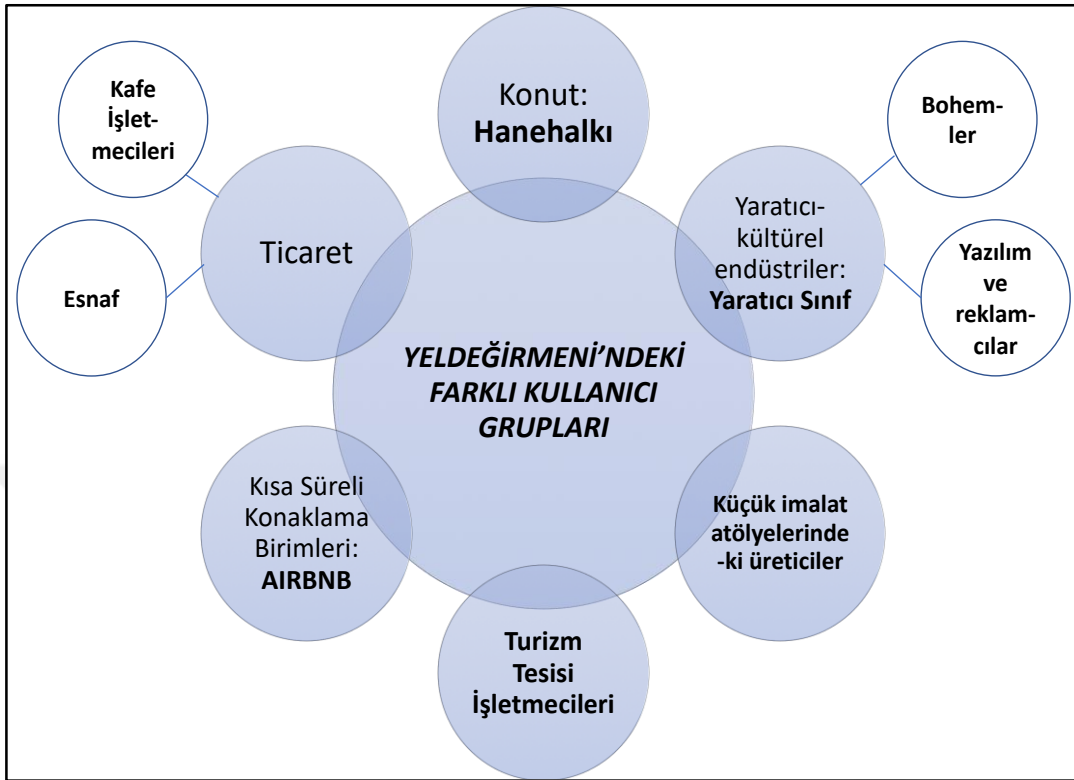 Kafe
İşlet-
mecileri
Konut:
Hanehalkı
Bohem-
ler
Ticaret
Yaratıcı-
kültürel
endüstriler:
Yaratıcı Sınıf
Esnaf
Yazılım
ve
reklam-
cılar
YELDEĞİRMENİ’NDEKİ
FARKLI KULLANICI
GRUPLARI
Kısa Süreli
Konaklama
Birimleri:
AIRBNB
Küçük imalat
atölyelerinde
-ki üreticiler
Turizm
Tesisi
İşletmecileri